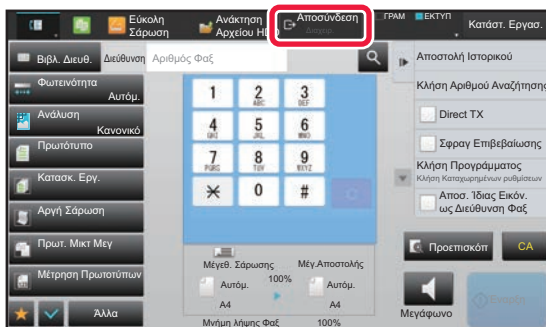 Εύκολη
Σάρωση
Ανάκτηση
Αρχείου HDD
Αποσύνδεση
Διαχειρ.
ΓΡΑΜ
ΕΚΤΥΠ
Κατάστ. Εργασ.
Βιβλ. Διευθ.
Διεύθυνση
Αριθμός Φαξ
Φωτεινότητα
Αυτόμ.
Ανάλυση
Κανονικό
Πρωτότυπο
Κατασκ. Εργ.
Αργή Σάρωση
Πρωτ. Μικτ Μεγ
Μέτρηση Πρωτοτύπων
Άλλα
1
2
ABC
3
DEF
4
GHI
5
JKL
6
MNO
7
PQRS
8
TUV
9
WXYZ
0
#
C
Μέγεθ. Σάρωσης
Μέγ.Αποστολής
Αυτόμ.
100%
Αυτόμ.
A4
A4
Μνήμη λήψης Φαξ
100%
Αποστολή Ιστορικού
Κλήση Αριθμού Αναζήτησης
Direct TX
Σφραγ Επιβεβαίωσης
Κλήση Προγράμματος
Κλήση Καταχωρημένων ρυθμίσεων
Αποσ. Ίδιας Εικόν.
ως Διεύθυνση Φαξ
Προεπισκόπ
CA
Μεγάφωνο